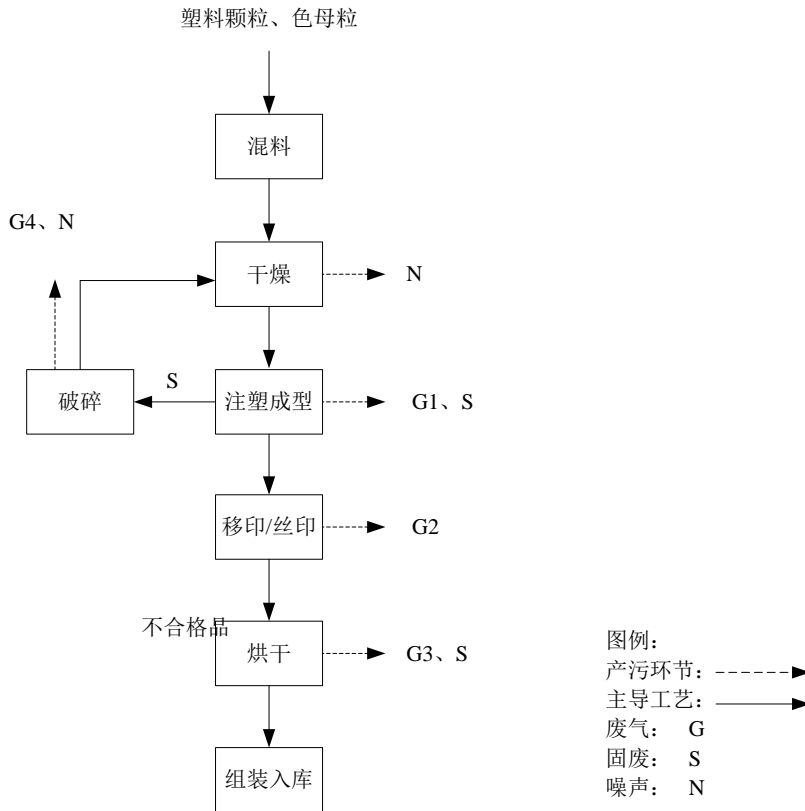 塑料颗粒、色母粒
混料
G4、N
干燥
N
破碎
S
注塑成型
G1、S
移印/丝印
G2
不合格品
烘干
G3、S
组装入库
图例：
产污环节：
主导工艺：
废气： G
固废： S
噪声： N